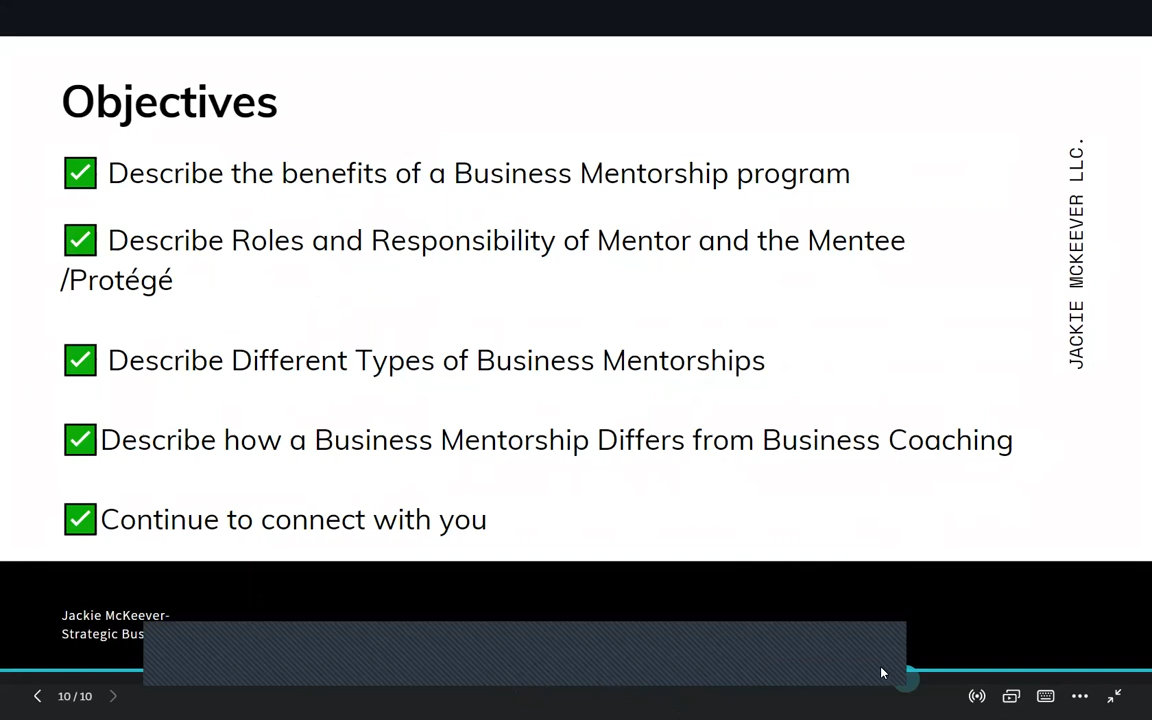 Objectives
Describe the benefits of a Business Mentorship program
Describe Roles and Responsibility of Mentor and the Mentee
/Protégé
Describe Different Types of Business Mentorships
Describe how a Business Mentorship Differs from Business Coaching
Continue to connect with you
JACKIE MCKEEVER LLC.
Jackie McKeever-
Strategic
10 / 10